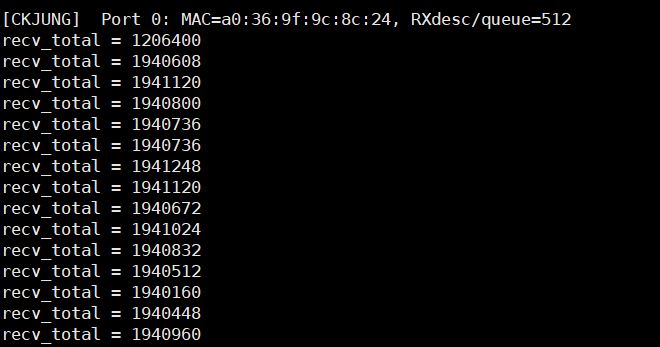 [CKJUNG]  Port 0: MAC=a0:36:9f:9c:8c:24, RXdesc/queue=512
recv_total = 1206400
recv_total = 1940608
recv_total = 1941120
recv_total = 1940800
recv_total = 1940736
recv_total = 1940736
recv_total = 1941248
recv_total = 1941120
recv_total = 1940672
recv_total = 1941024
recv_total = 1940832
recv_total = 1940512
recv_total = 1940160
recv_total = 1940448
recv_total = 1940960